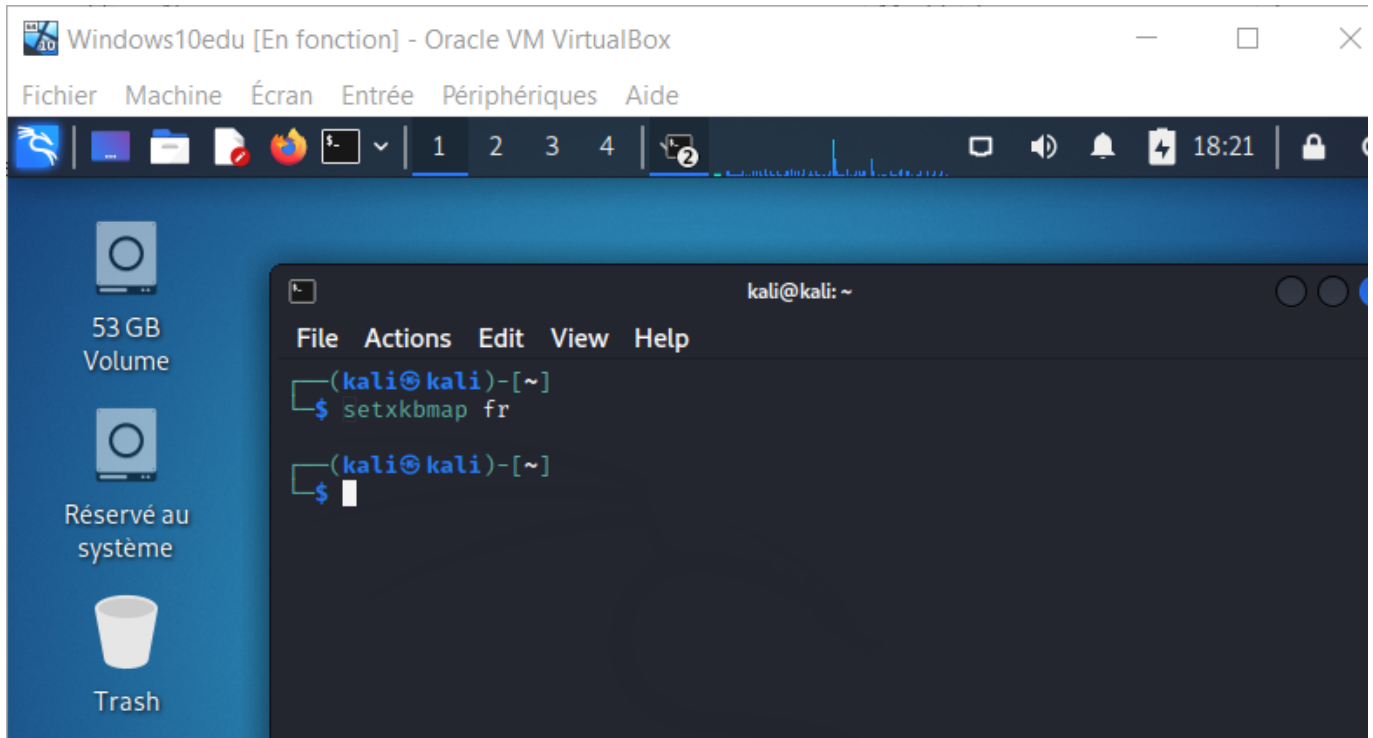 Windows10edu [En fonction] - Oracle VM VirtualBox
Fichier Machine Écran Entrée Périphériques Aide
1 2 3 4 2 18:21
53 GB
Volume
Réservé au
système
Trash
kali@kali: ~
File Actions Edit View Help
┌──(kali㉿kali)-[~]
└─$ setxkbmap fr
┌──(kali㉿kali)-[~]
└─$